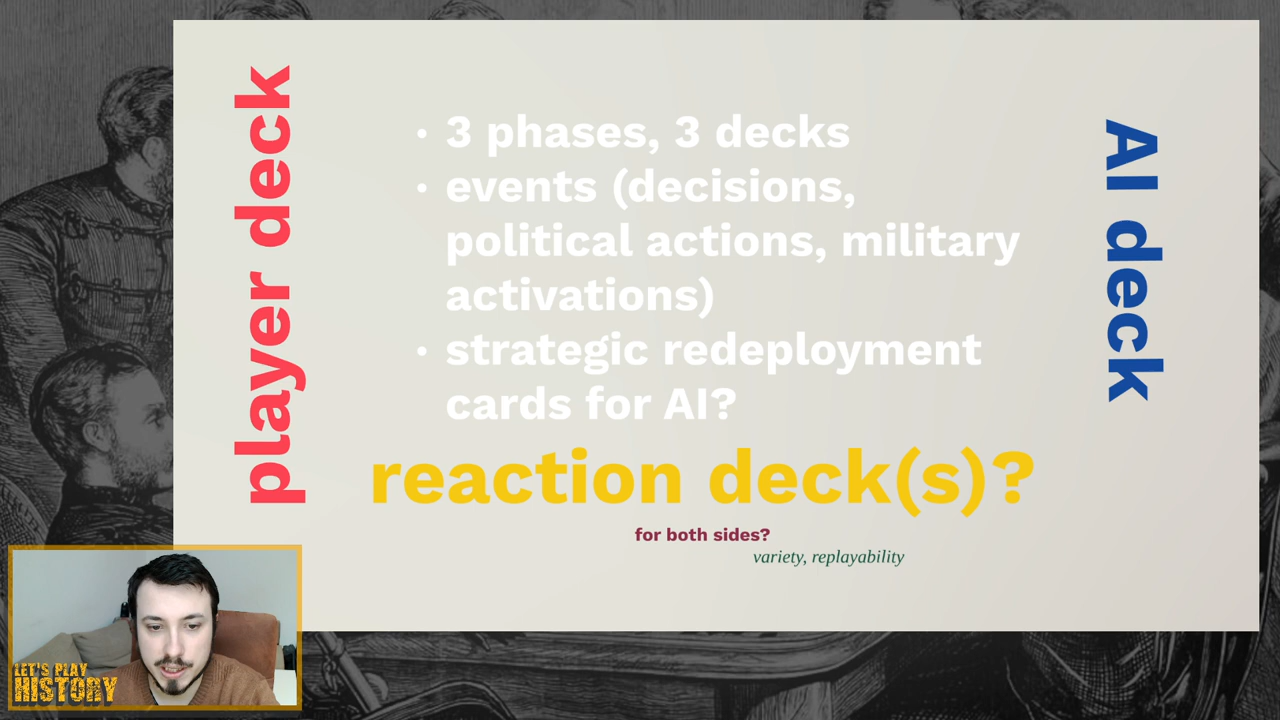 player deck
• 3 phases, 3 decks
• events (decisions,
political actions, military
activations)
• strategic redeployment
cards for AI?
AI deck
reaction deck(s)?
for both sides?
variety, replayability
LET'S PLAY
HISTORY